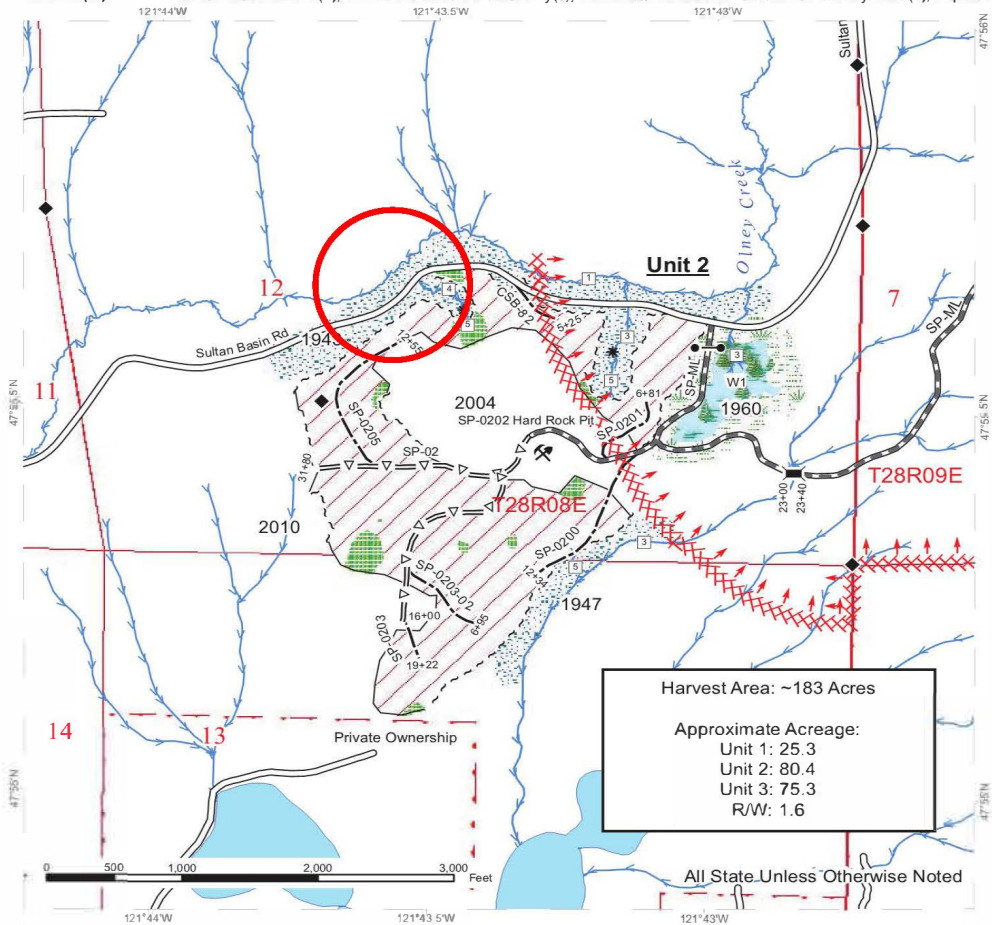 121°44'W
121°43.5'W
121°43'W
47°56'N
Sultan
Olney Creek
Unit 2
12
7
1
4
5
CSB-82
5+25
3
5
Sultan Basin Rd
12+55
SP-ML
SP-ML
3
W1
1960
11
47°55.5'N
47°55.5'N
SP-0205
2004
SP-0202 Hard Rock Pit
6+81
SP-0201
SP-02
31+80
T28R09E
T28R08E
23+00
23+40
2010
SP-0200
3
12+34
5
1947
SP-0203-02
16+00
6+95
SP-0203
19+22
14
13
Private Ownership
Harvest Area: ~183 Acres
Approximate Acreage:
Unit 1: 25.3
Unit 2: 80.4
Unit 3: 75.3
R/W: 1.6
47°55'N
47°55'N
0 500 1,000 2,000 3,000
Feet
All State Unless Otherwise Noted
121°44'W
121°43.5'W
121°43'W